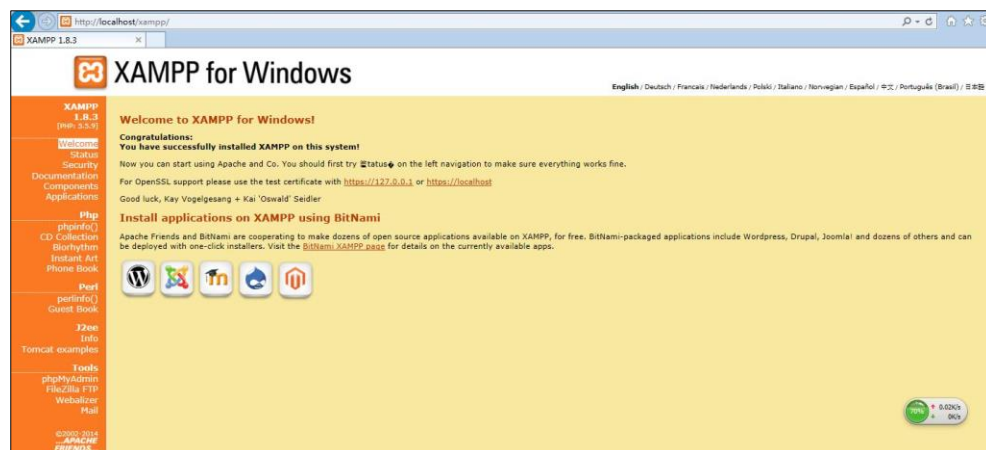 http://localhost/xampp/
XAMPP 1.8.3
XAMPP for Windows
English / Deutsch / Francais / Nederlands / Polski / Italiano / Norwegian / Español / 中文 / Português (Brasil) / 日本語
XAMPP
1.8.3
[PHP: 5.5.9]
Welcome
Status
Security
Documentation
Components
Applications
Php
phpinfo()
CD Collection
Biorhythm
Instant Art
Phone Book
Perl
perlinfo()
Guest Book
J2ee
Info
Tomcat examples
Tools
phpMyAdmin
FileZilla FTP
Webalizer
Mail
©2002-2014
...APACHE
FRIENDS
Welcome to XAMPP for Windows!
Congratulations:
You have successfully installed XAMPP on this system!
Now you can start using Apache and Co. You should first try tatus� on the left navigation to make sure everything works fine.
For OpenSSL support please use the test certificate with https://127.0.0.1 or https://localhost
Good luck, Kay Vogelgesang + Kai 'Oswald' Seidler
Install applications on XAMPP using BitNami
Apache Friends and BitNami are cooperating to make dozens of open source applications available on XAMPP, for free. BitNami-packaged applications include Wordpress, Drupal, Joomla! and dozens of others and can
be deployed with one-click installers. Visit the BitNami XAMPP page for details on the currently available apps.
70%
0.02K/s
0K/s